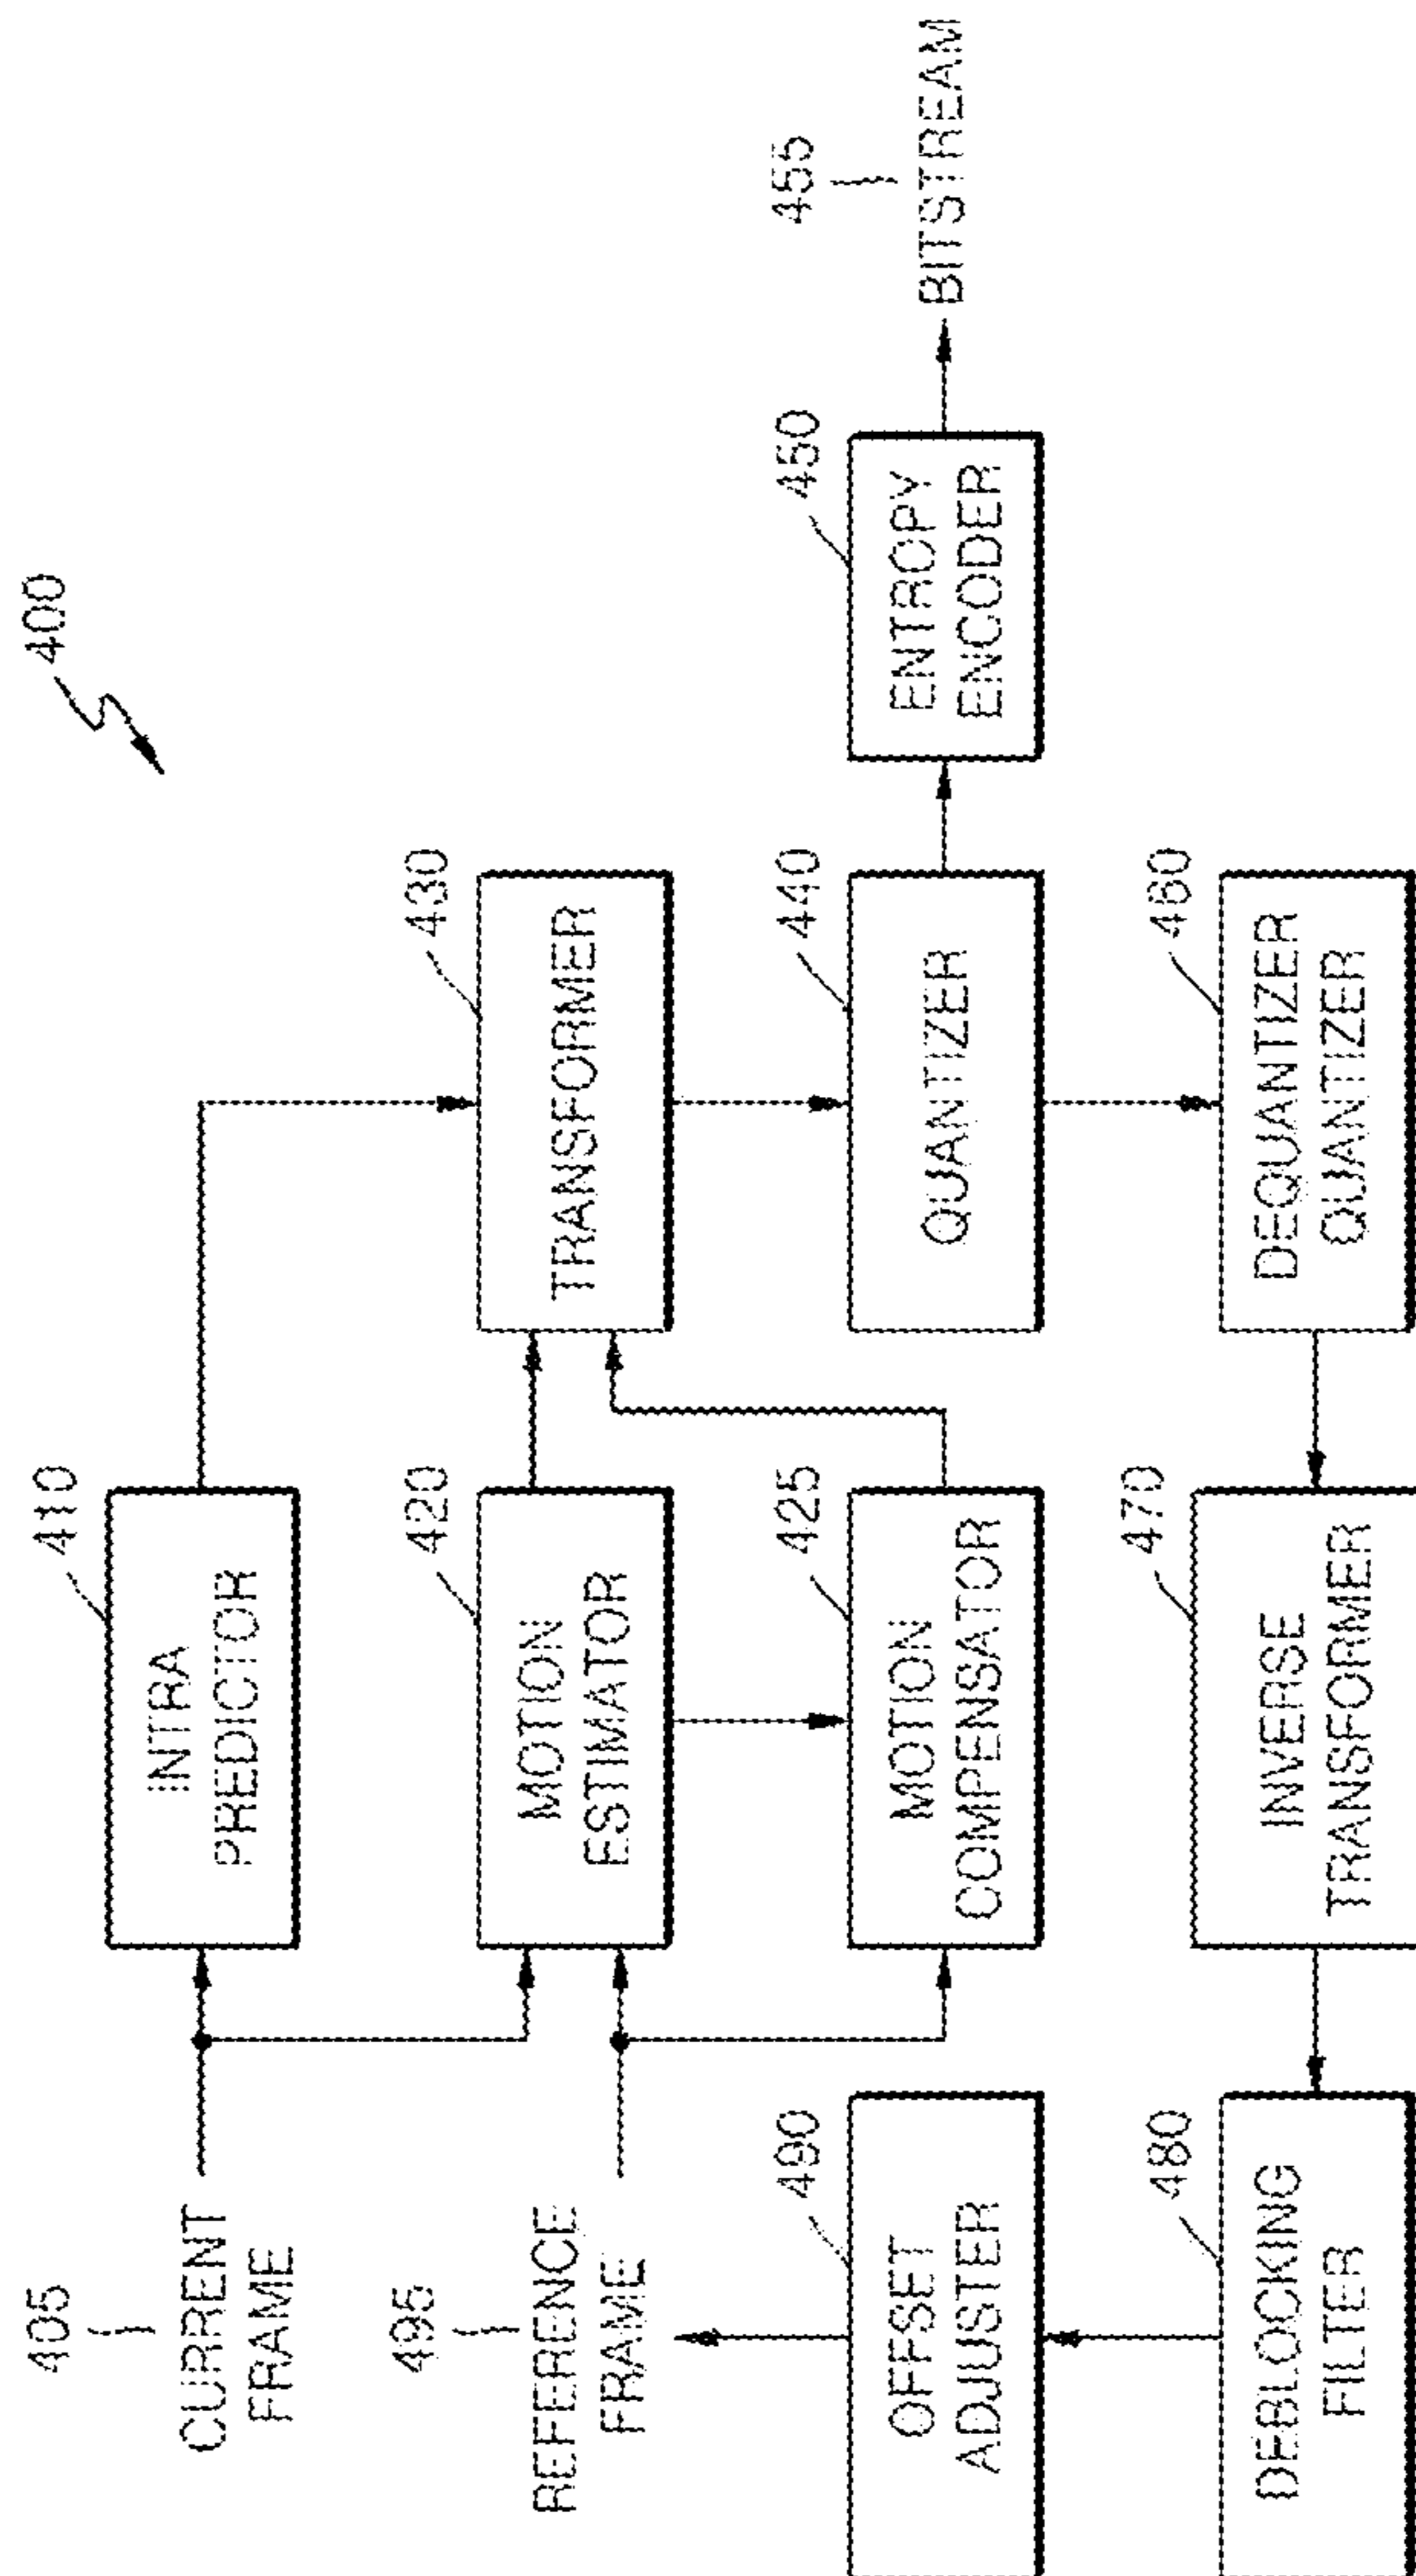 400
405
CURRENT
FRAME
410
INTRA
PREDICTOR
495
REFERENCE
FRAME
420
MOTION
ESTIMATOR
430
TRANSFORMER
490
OFFSET
ADJUSTER
425
MOTION
COMPENSATOR
440
QUANTIZER
450
ENTROPY
ENCODER
455
BITSTREAM
480
DEBLOCKING
FILTER
470
INVERSE
TRANSFORMER
460
DEQUANTIZER
QUANTIZER